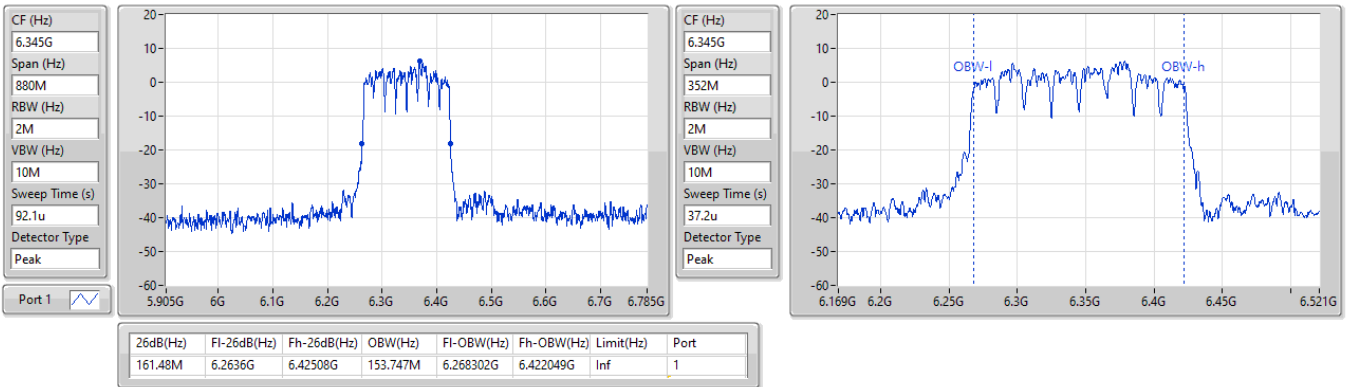 CF (Hz)
6.345G
Span (Hz)
880M
RBW (Hz)
2M
VBW (Hz)
10M
Sweep Time (s)
92.1u
Detector Type
Peak
Port 1
20
10
0
-10
-20
-30
-40
-50
-60
5.905G 6G 6.1G 6.2G 6.3G 6.4G 6.5G 6.6G 6.7G 6.785G
CF (Hz)
6.345G
Span (Hz)
352M
RBW (Hz)
2M
VBW (Hz)
10M
Sweep Time (s)
37.2u
Detector Type
Peak
20
10
0
-10
-20
-30
-40
-50
-60
OBW-l OBW-h
6.169G 6.2G 6.25G 6.3G 6.35G 6.4G 6.45G 6.521G
26dB(Hz) Fl-26dB(Hz) Fh-26dB(Hz) OBW(Hz) Fl-OBW(Hz) Fh-OBW(Hz) Limit(Hz) Port
161.48M 6.2636G 6.42508G 153.747M 6.268302G 6.422049G Inf 1